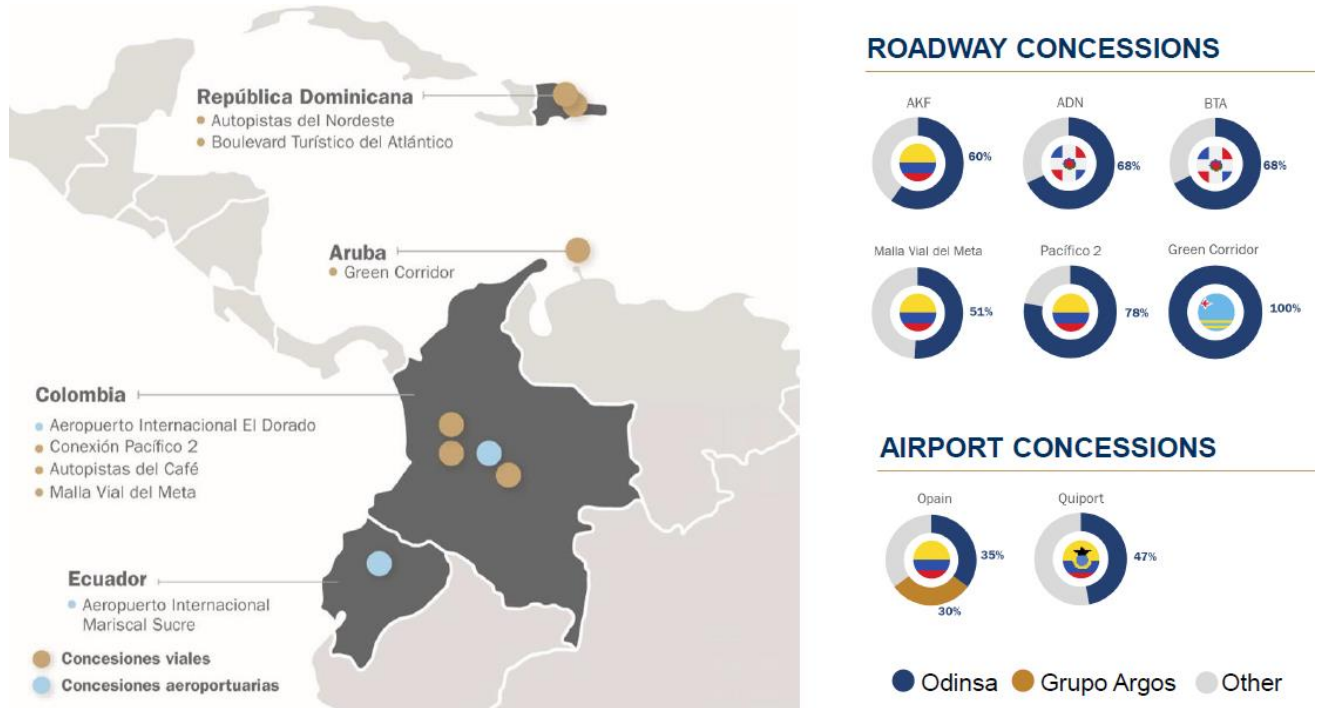 República Dominicana
Autopistas del Nordeste
Boulevard Turístico del Atlántico
Aruba
Green Corridor
Colombia
Aeropuerto Internacional El Dorado
Conexión Pacífico 2
Autopistas del Café
Malla Vial del Meta
Ecuador
Aeropuerto Internacional
Mariscal Sucre
Concesiones viales
Concesiones aeroportuarias
ROADWAY CONCESSIONS
AKF
ADN
BTA
60%
68%
68%
Malla Vial del Meta
Pacífico 2
Green Corridor
51%
78%
100%
AIRPORT CONCESSIONS
Opain
Quiport
35%
47%
30%
Odinsa
Grupo Argos
Other